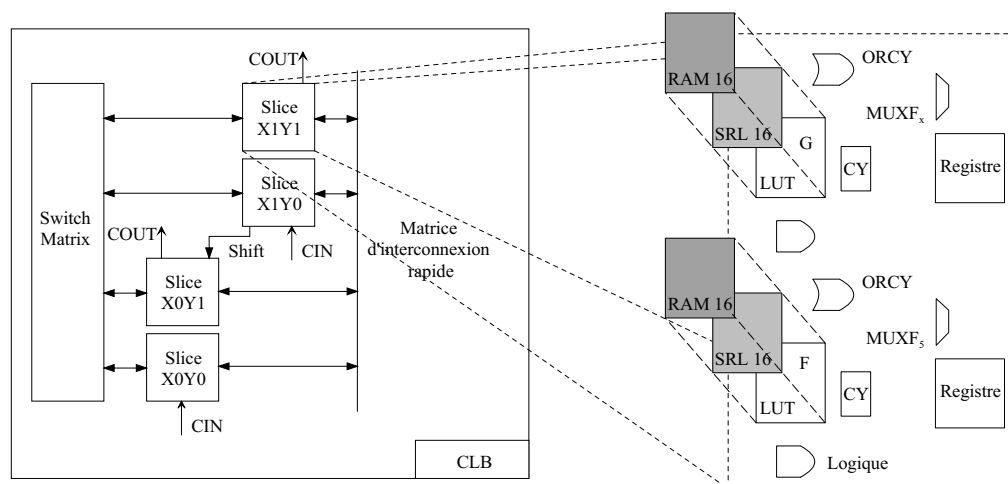 COUT
Slice
X1Y1
Slice
X1Y0
Switch
Matrix
COUT
Shift
CIN
Matrice
d'interconnexion
rapide
Slice
X0Y1
Slice
X0Y0
CIN
CLB
RAM 16
SRL 16
LUT
G
ORCY
MUXFx
CY
Registre
RAM 16
SRL 16
LUT
F
ORCY
MUXF5
CY
Registre
Logique